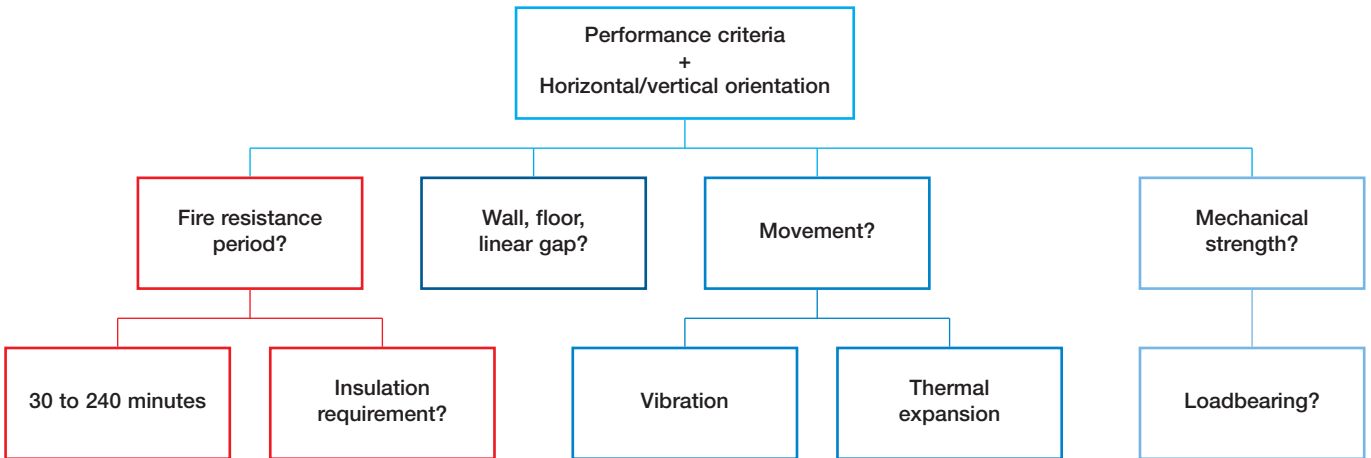 Performance criteria
+
Horizontal/vertical orientation
Fire resistance
period?
Wall, floor,
linear gap?
Movement?
Mechanical
strength?
30 to 240 minutes
Insulation
requirement?
Vibration
Thermal
expansion
Loadbearing?